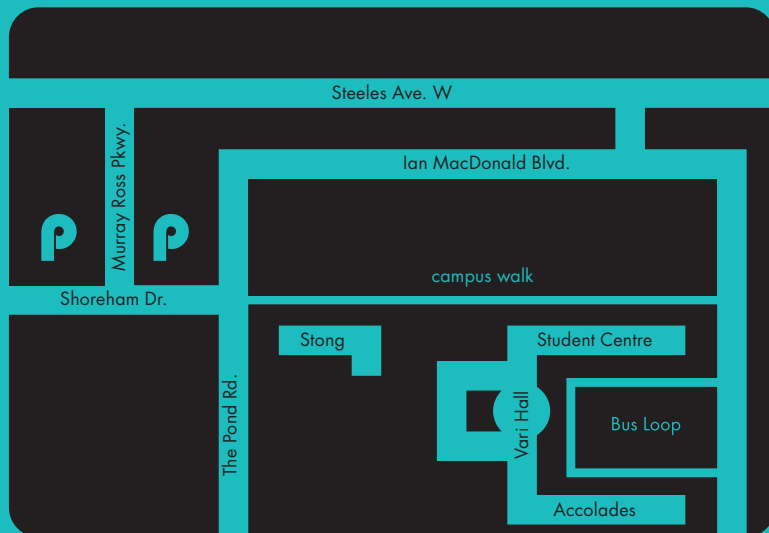 Steeles Ave. W
Murray Ross Pkwy.
Ian MacDonald Blvd.
P
P
campus walk
Shoreham Dr.
Stong
Student Centre
The Pond Rd.
Vari Hall
Bus Loop
Accolades